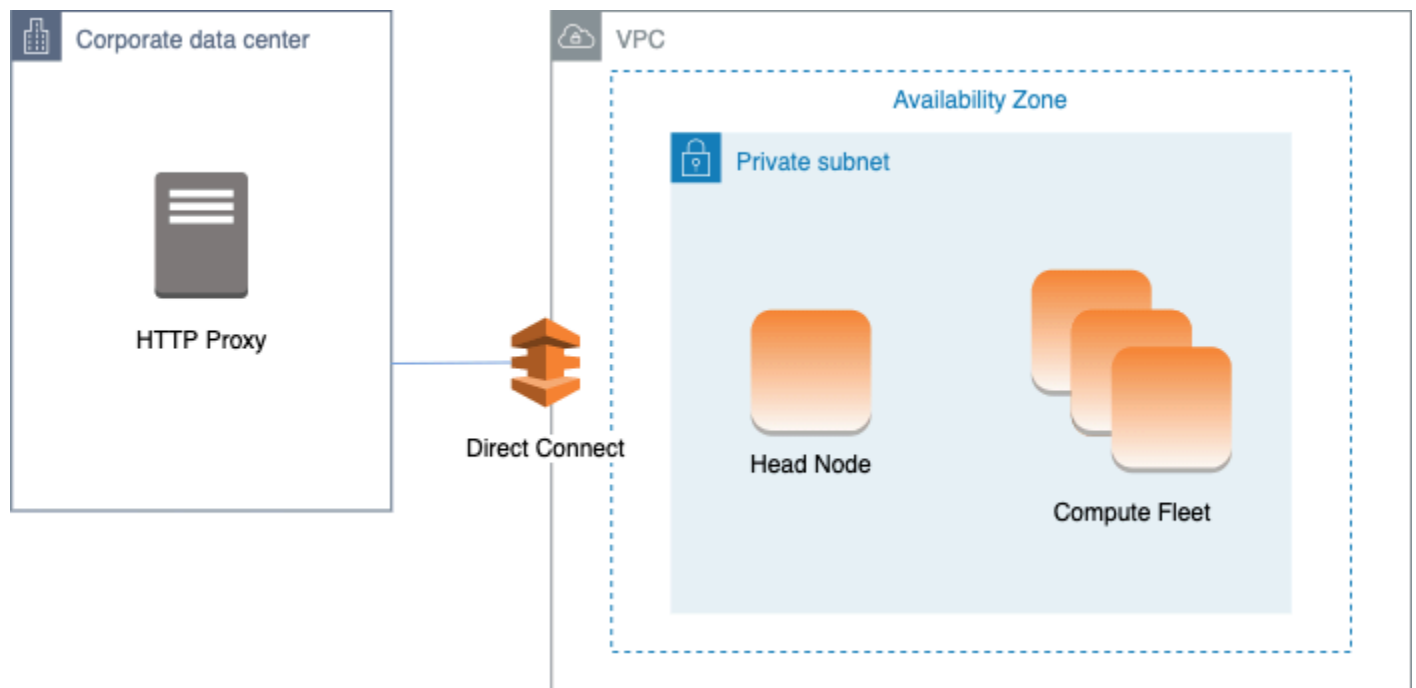 Corporate data center
VPC
Availability Zone
Private subnet
HTTP Proxy
Direct Connect
Head Node
Compute Fleet